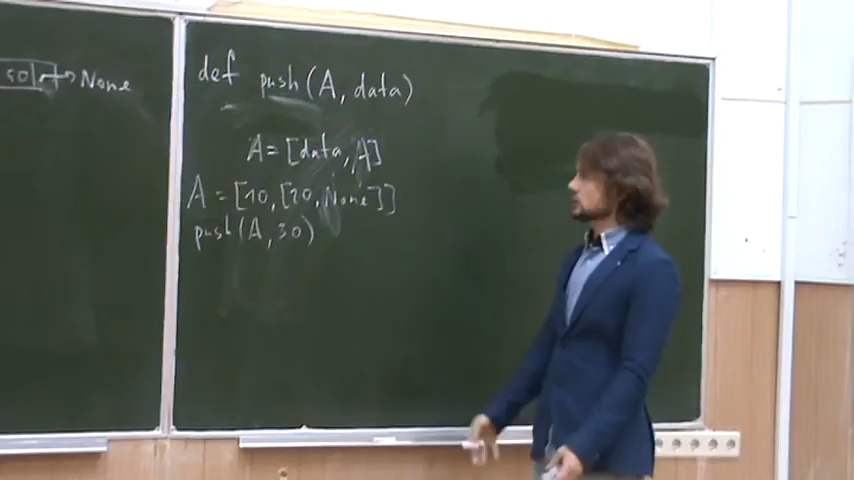 50 → None
def push(A, data)
A = [data, A]
A = [10, [20, None]]
push(A, 30)